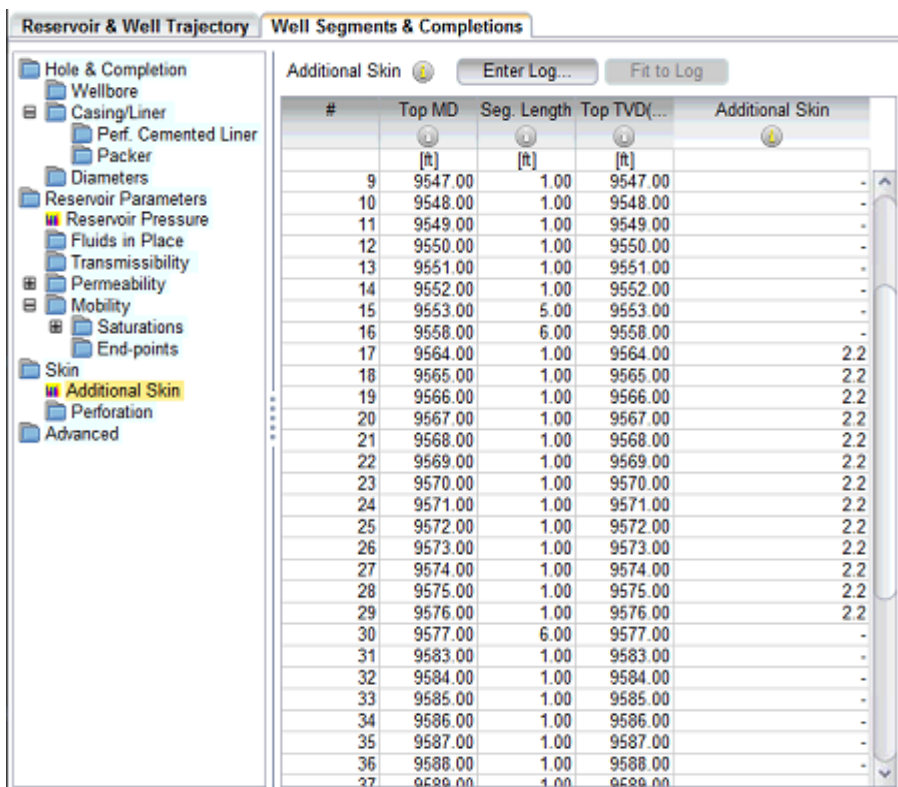 Reservoir & Well Trajectory Well Segments & Completions
Hole & Completion
Wellbore
Casing/Liner
Perf. Cemented Liner
Packer
Diameters
Reservoir Parameters
Reservoir Pressure
Fluids in Place
Transmissibility
Permeability
Mobility
Saturations
End-points
Skin
Additional Skin
Perforation
Advanced
Additional Skin Enter Log... Fit to Log
# Top MD Seg. Length Top TVD(... Additional Skin
[ft] [ft] [ft]
9 9547.00 1.00 9547.00 -
10 9548.00 1.00 9548.00 -
11 9549.00 1.00 9549.00 -
12 9550.00 1.00 9550.00 -
13 9551.00 1.00 9551.00 -
14 9552.00 1.00 9552.00 -
15 9553.00 5.00 9553.00 -
16 9558.00 6.00 9558.00 -
17 9564.00 1.00 9564.00 2.2
18 9565.00 1.00 9565.00 2.2
19 9566.00 1.00 9566.00 2.2
20 9567.00 1.00 9567.00 2.2
21 9568.00 1.00 9568.00 2.2
22 9569.00 1.00 9569.00 2.2
23 9570.00 1.00 9570.00 2.2
24 9571.00 1.00 9571.00 2.2
25 9572.00 1.00 9572.00 2.2
26 9573.00 1.00 9573.00 2.2
27 9574.00 1.00 9574.00 2.2
28 9575.00 1.00 9575.00 2.2
29 9576.00 1.00 9576.00 2.2
30 9577.00 6.00 9577.00 -
31 9583.00 1.00 9583.00 -
32 9584.00 1.00 9584.00 -
33 9585.00 1.00 9585.00 -
34 9586.00 1.00 9586.00 -
35 9587.00 1.00 9587.00 -
36 9588.00 1.00 9588.00 -
37 9589.00 1.00 9589.00